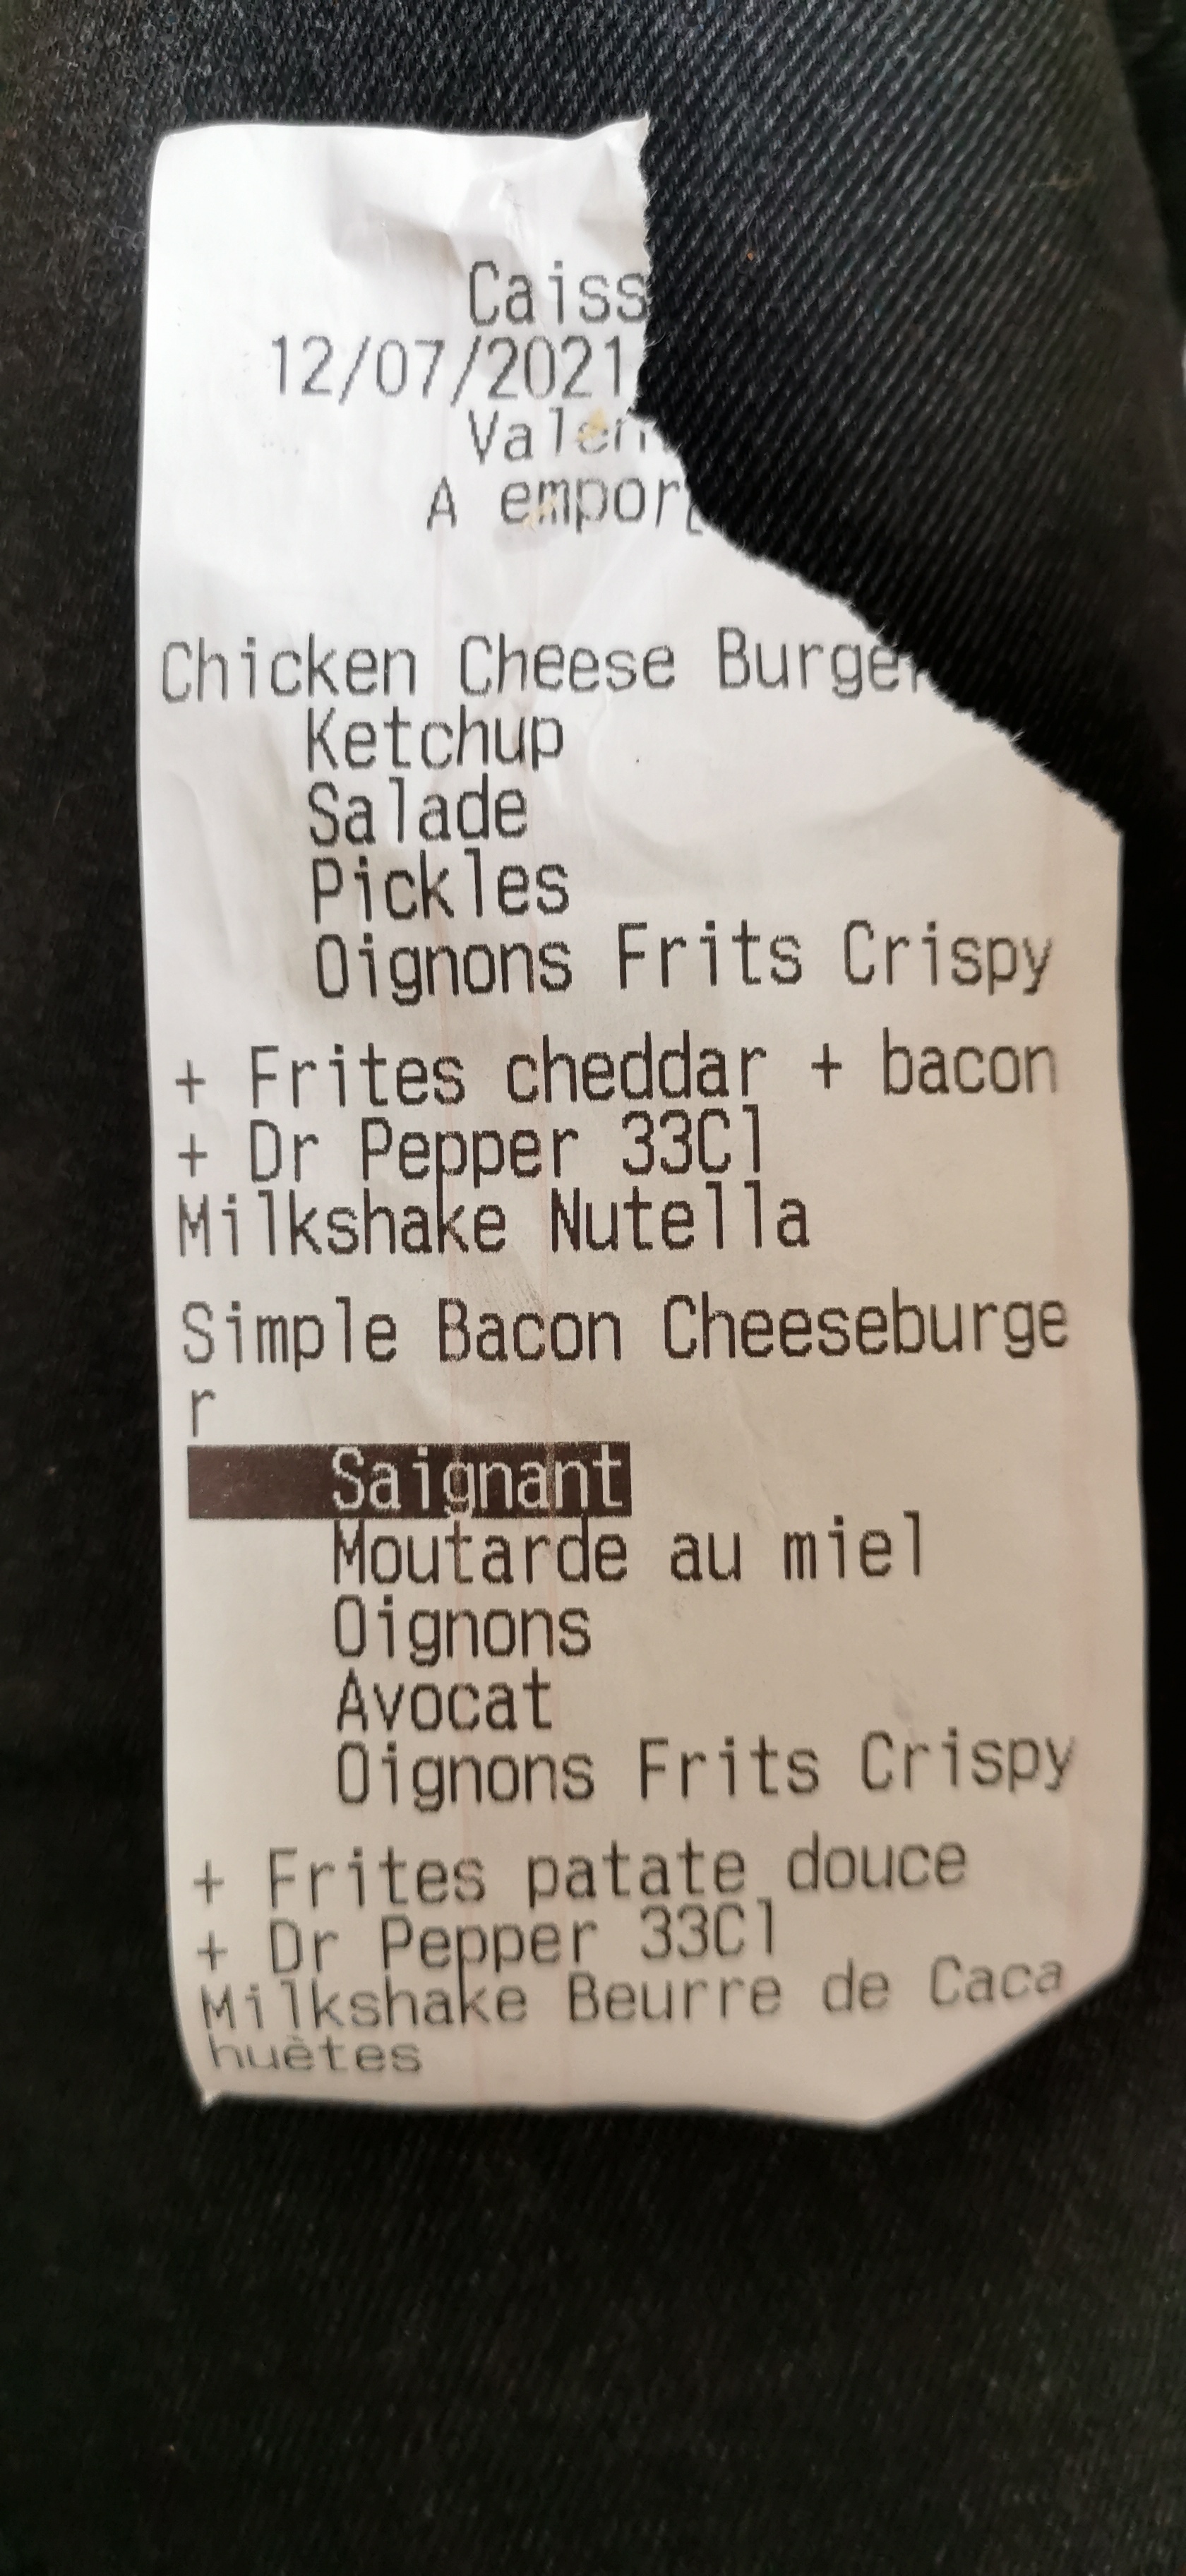 Caiss
12/07/2021
Valen
A emport
Chicken Cheese Burger
Ketchup
Salade
Pickles
Oignons Frits Crispy
+ Frites cheddar + bacon
+ Dr Pepper 33Cl
Milkshake Nutella
Simple Bacon Cheeseburge
r
Saignant
Moutarde au miel
Oignons
Avocat
Oignons Frits Crispy
+ Frites patate douce
+ Dr Pepper 33Cl
Milkshake Beurre de Caca
huètes